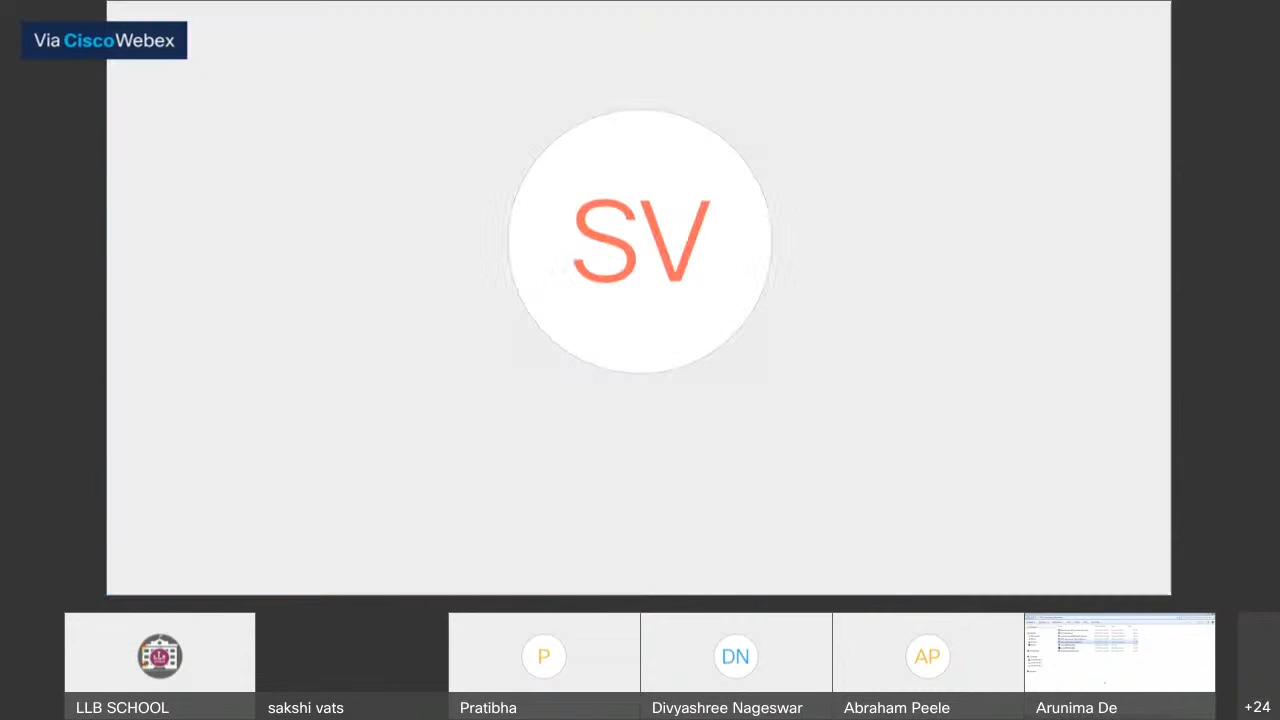 Via CiscoWebex
SV
P
DN
AP
LLB SCHOOL
sakshi vats
Pratibha
Divyashree Nageswar
Abraham Peele
Arunima De
+24